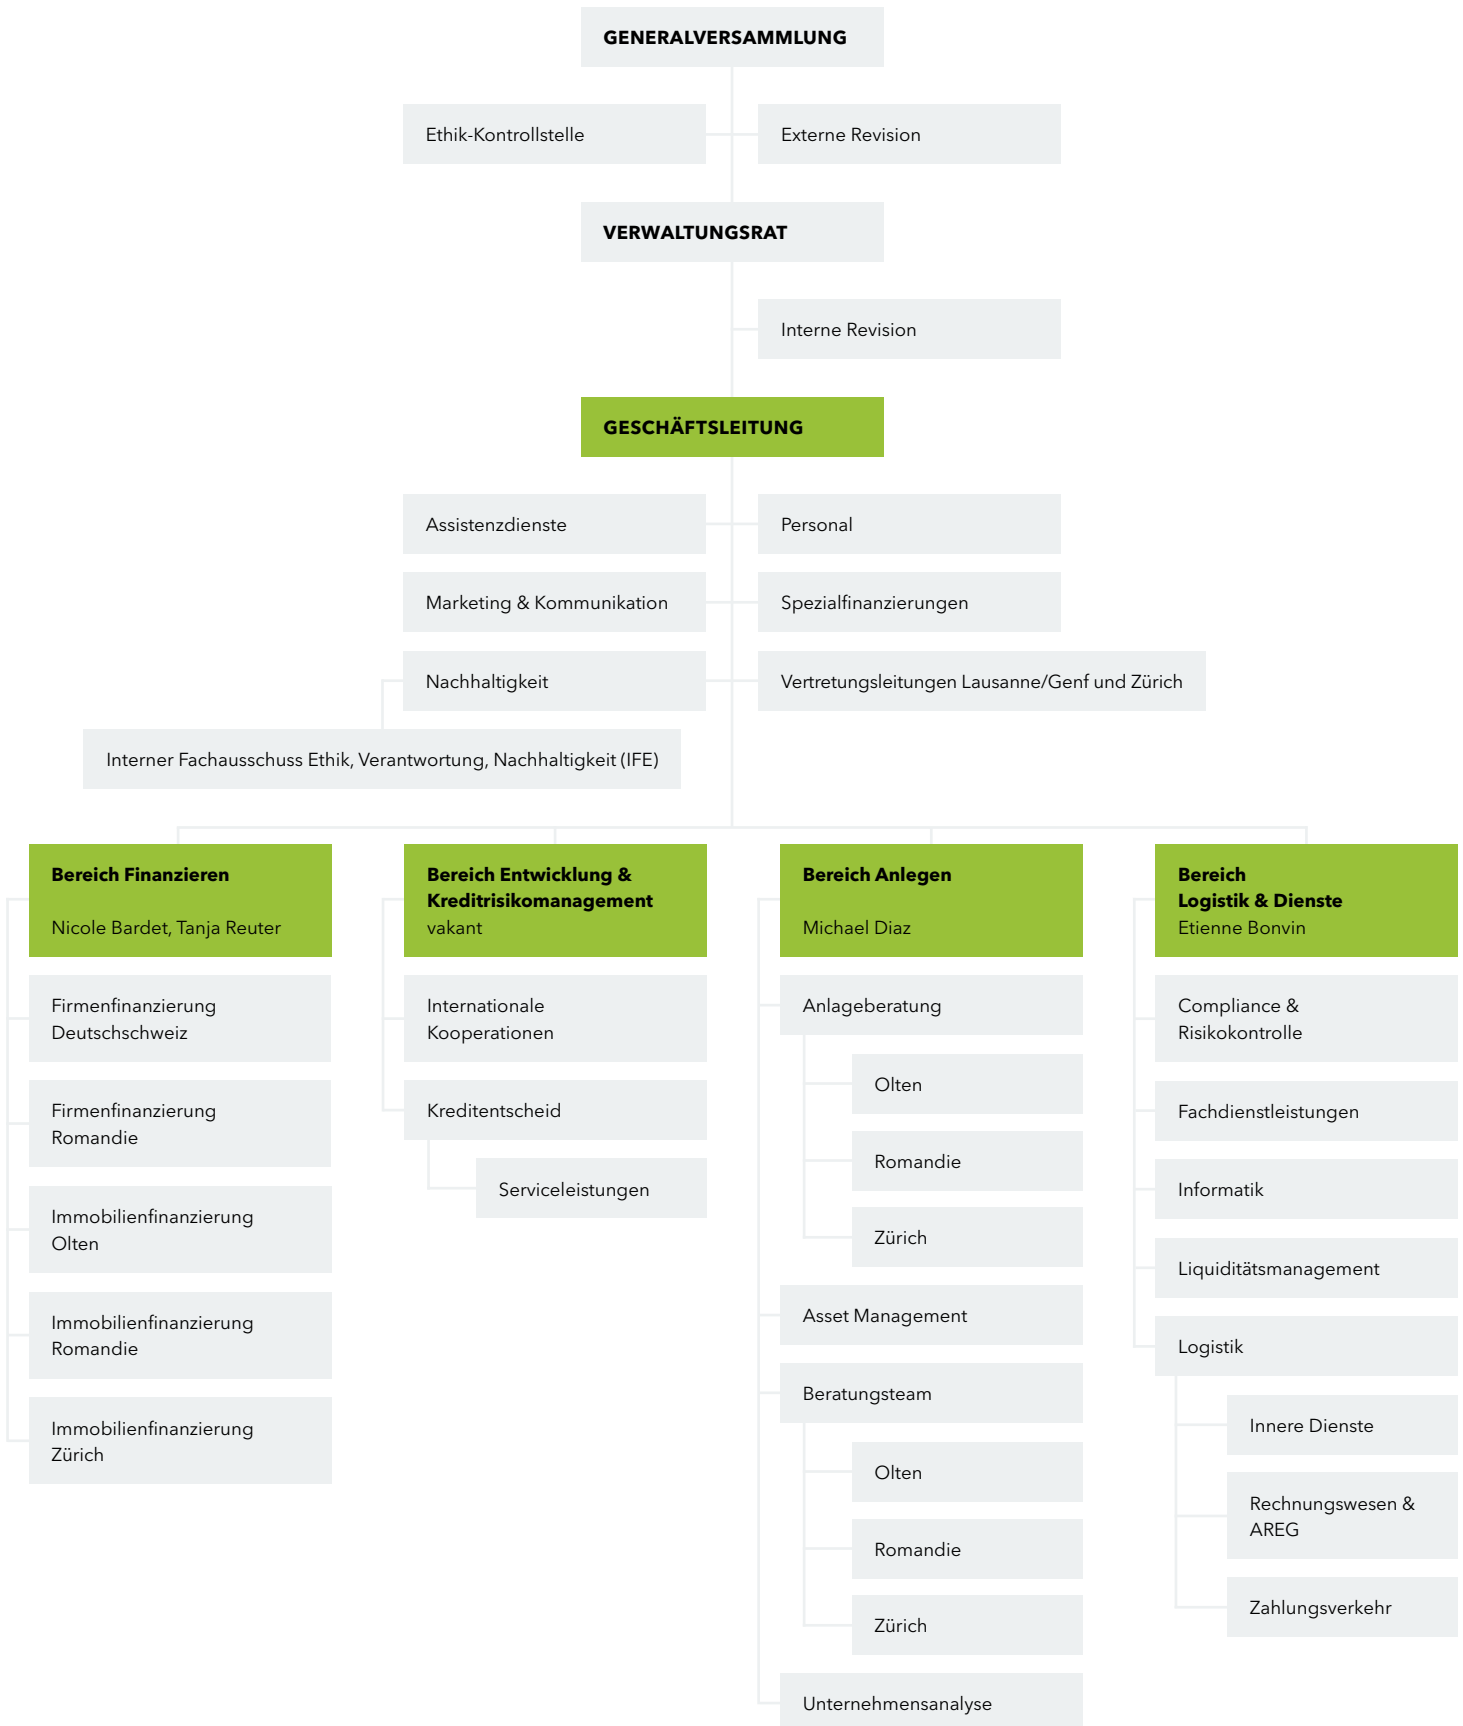 GENERALVERSAMMLUNG
Ethik-Kontrollstelle
Externe Revision
VERWALTUNGSRAT
Interne Revision
GESCHÄFTSLEITUNG
Assistenzdienste
Personal
Marketing & Kommunikation
Spezialfinanzierungen
Nachhaltigkeit
Vertretungsleitungen Lausanne/Genf und Zürich
Interner Fachausschuss Ethik, Verantwortung, Nachhaltigkeit (IFE)
Bereich Finanzieren
Nicole Bardet, Tanja Reuter
Firmenfinanzierung
Deutschschweiz
Firmenfinanzierung
Romandie
Immobilienfinanzierung
Olten
Immobilienfinanzierung
Romandie
Immobilienfinanzierung
Zürich
Bereich Entwicklung &
Kreditrisikomanagement
vakant
Internationale
Kooperationen
Kreditentscheid
Serviceleistungen
Bereich Anlegen
Michael Diaz
Anlageberatung
Olten
Romandie
Zürich
Asset Management
Beratungsteam
Olten
Romandie
Zürich
Unternehmensanalyse
Bereich
Logistik & Dienste
Etienne Bonvin
Compliance &
Risikokontrolle
Fachdienstleistungen
Informatik
Liquiditätsmanagement
Logistik
Innere Dienste
Rechnungswesen &
AREG
Zahlungsverkehr